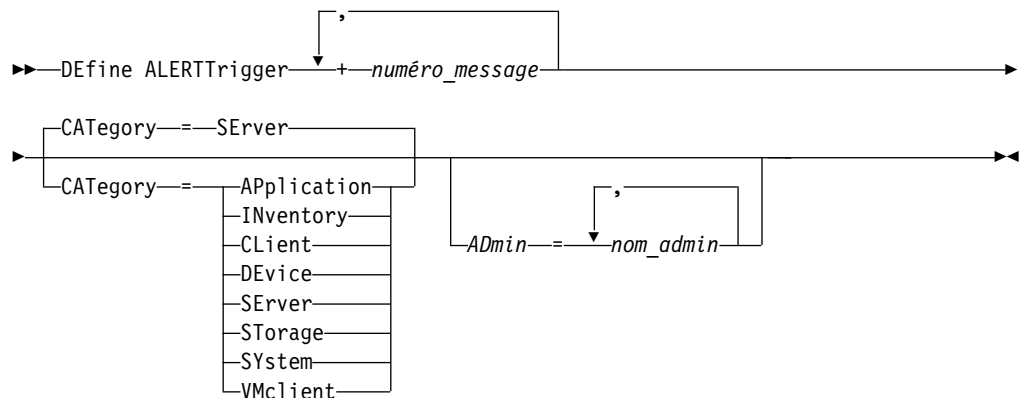 ,
DEfine ALERTTrigger + numéro_message
CATegory = SErver
CATegory = APplication
INventory
CLient
DEvice
SErver
STorage
SYstem
VMclient
,
ADmin = nom_admin